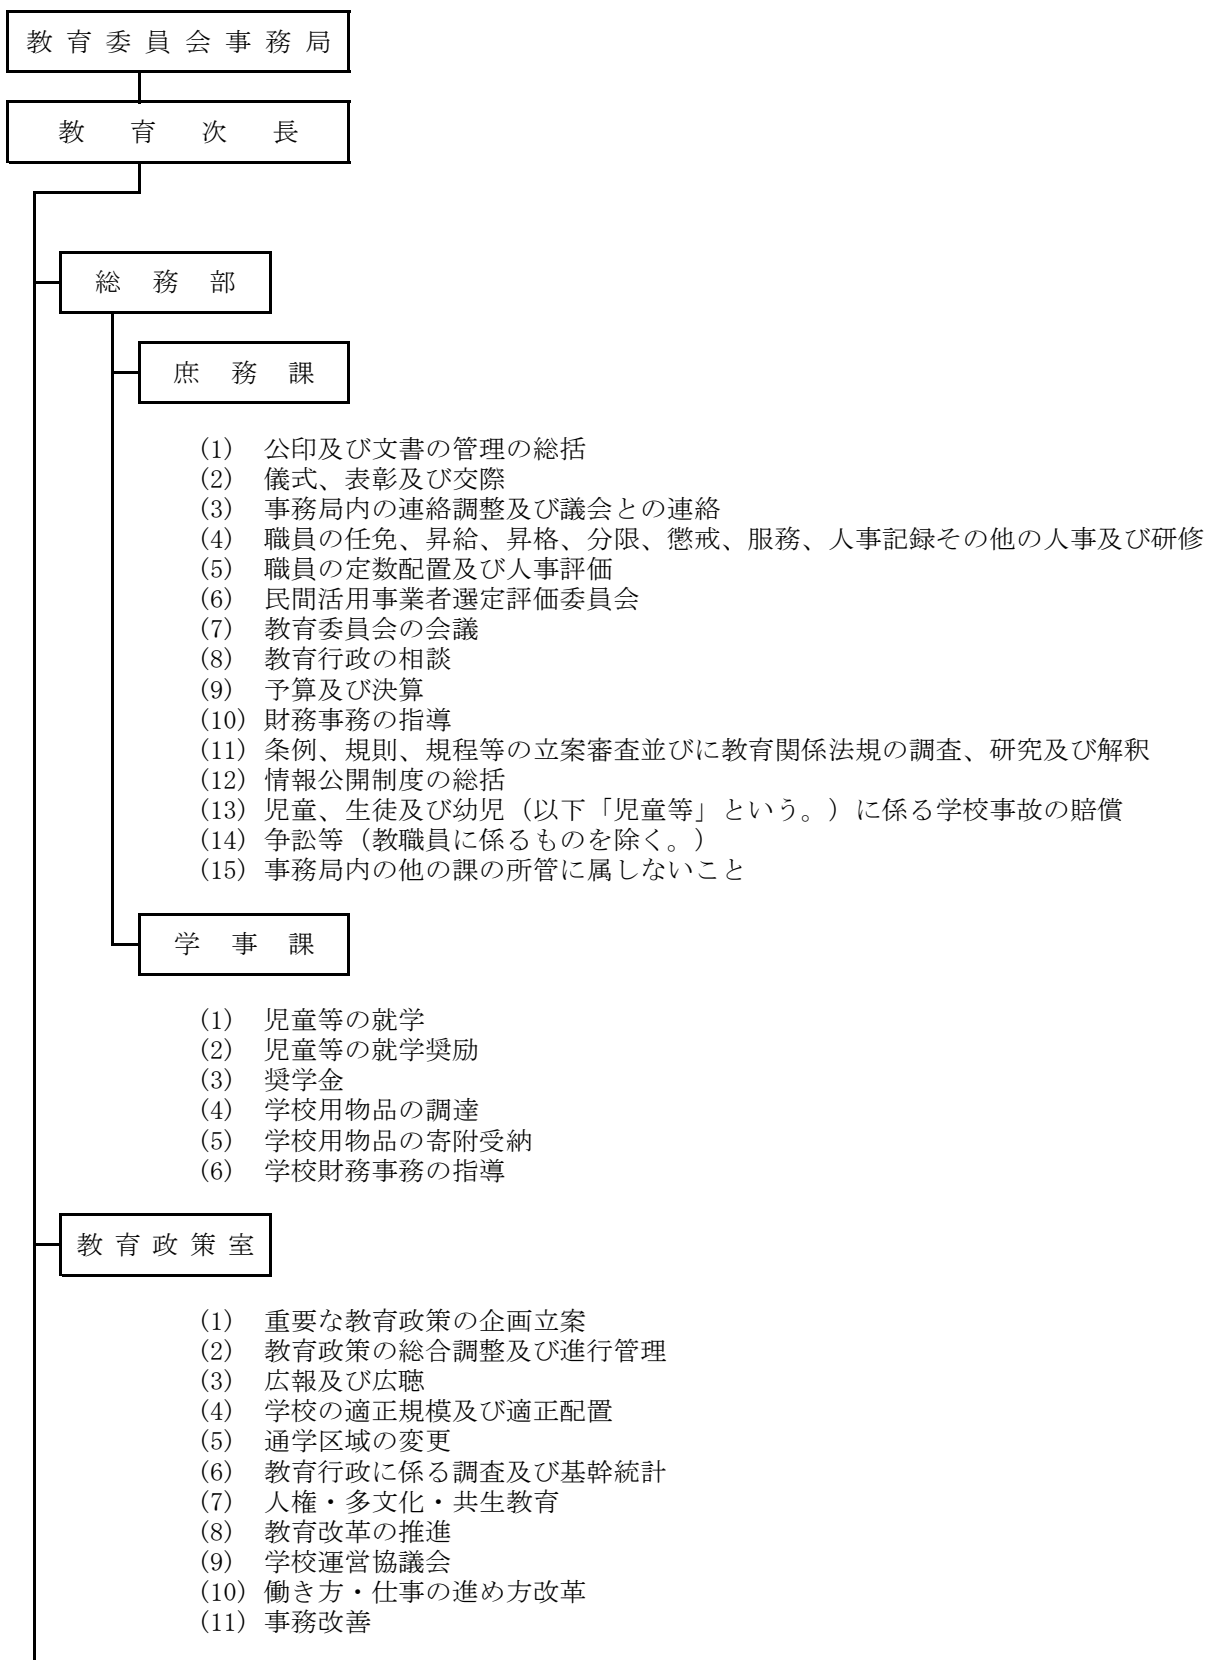 教育委員会事務局
教育次長
総務部
庶務課
(1) 公印及び文書の管理の総括
(2) 儀式、表彰及び交際
(3) 事務局内の連絡調整及び議会との連絡
(4) 職員の任免、昇給、昇格、分限、懲戒、服務、人事記録その他の人事及び研修
(5) 職員の定数配置及び人事評価
(6) 民間活用事業者選定評価委員会
(7) 教育委員会の会議
(8) 教育行政の相談
(9) 予算及び決算
(10) 財務事務の指導
(11) 条例、規則、規程等の立案審査並びに教育関係法規の調査、研究及び解釈
(12) 情報公開制度の総括
(13) 児童、生徒及び幼児（以下「児童等」という。）に係る学校事故の賠償
(14) 争訟等（教職員に係るものを除く。）
(15) 事務局内の他の課の所管に属しないこと
学事課
(1) 児童等の就学
(2) 児童等の就学奨励
(3) 奨学金
(4) 学校用物品の調達
(5) 学校用物品の寄附受納
(6) 学校財務事務の指導
教育政策室
(1) 重要な教育政策の企画立案
(2) 教育政策の総合調整及び進行管理
(3) 広報及び広聴
(4) 学校の適正規模及び適正配置
(5) 通学区域の変更
(6) 教育行政に係る調査及び基幹統計
(7) 人権・多文化・共生教育
(8) 教育改革の推進
(9) 学校運営協議会
(10) 働き方・仕事の進め方改革
(11) 事務改善